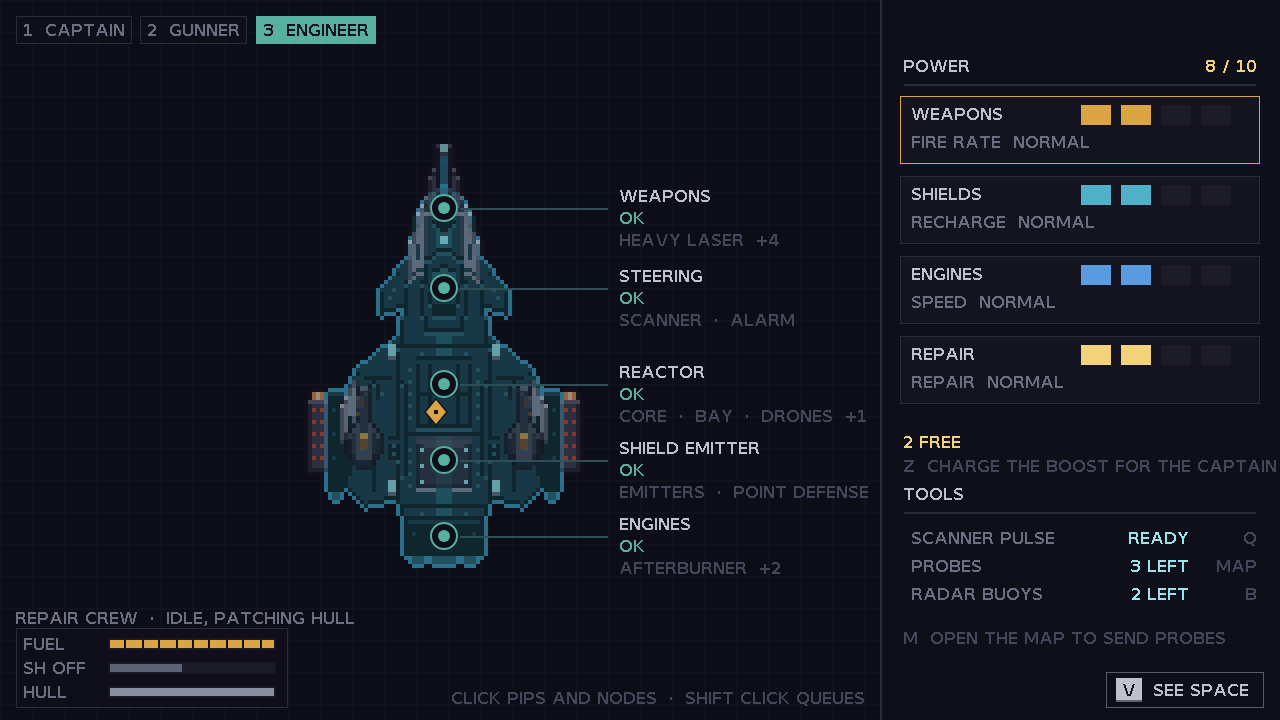 1 CAPTAIN 2 GUNNER 3 ENGINEER
POWER 8 / 10
WEAPONS
FIRE RATE NORMAL
SHIELDS
RECHARGE NORMAL
ENGINES
SPEED NORMAL
REPAIR
REPAIR NORMAL
2 FREE
Z CHARGE THE BOOST FOR THE CAPTAIN
TOOLS
SCANNER PULSE READY Q
PROBES 3 LEFT MAP
RADAR BUOYS 2 LEFT B
M OPEN THE MAP TO SEND PROBES
V SEE SPACE
WEAPONS
OK
HEAVY LASER +4
STEERING
OK
SCANNER · ALARM
REACTOR
OK
CORE · BAY · DRONES +1
SHIELD EMITTER
OK
EMITTERS · POINT DEFENSE
ENGINES
OK
AFTERBURNER +2
REPAIR CREW · IDLE, PATCHING HULL
FUEL
SH OFF
HULL
CLICK PIPS AND NODES · SHIFT CLICK QUEUES